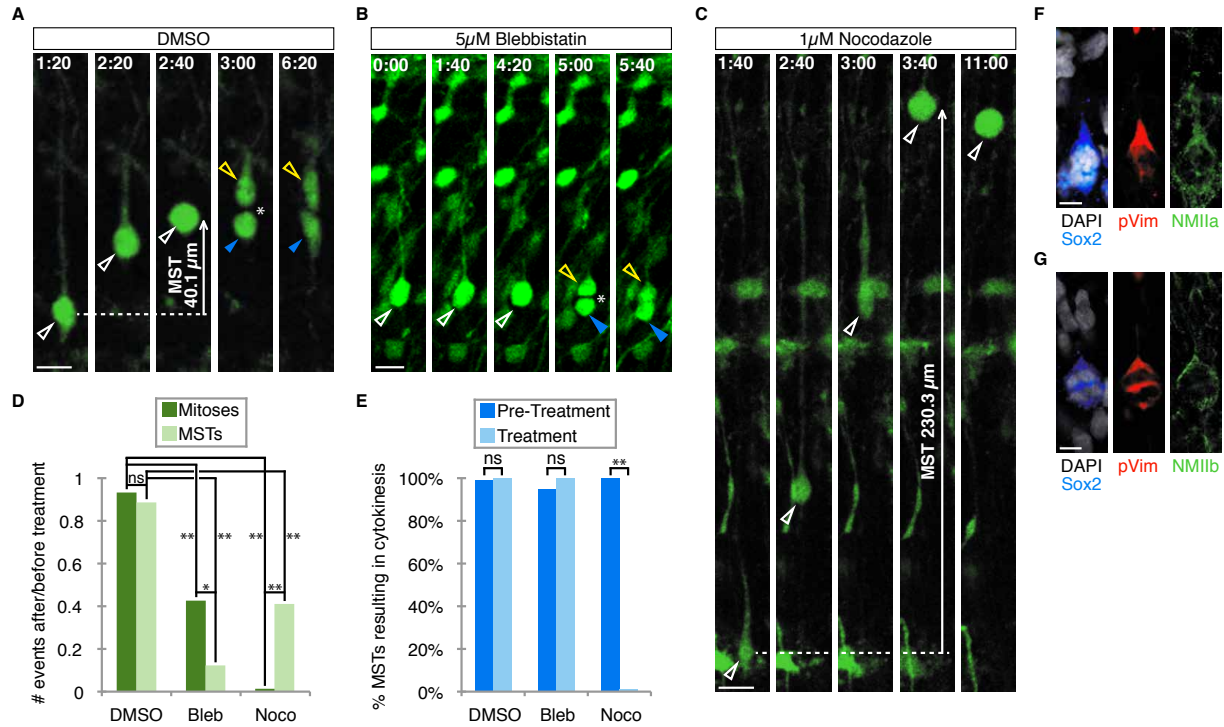 A
DMSO
1:20 2:20 2:40 3:00 6:20
*
MST
40.1 µm
B
5µM Blebbistatin
0:00 1:40 4:20 5:00 5:40
*
C
1µM Nocodazole
1:40 2:40 3:00 3:40 11:00
MST 230.3 µm
F
DAPI pVim NMIIa
Sox2
G
DAPI pVim NMIIb
Sox2
D
Mitoses
MSTs
# events after/before treatment
1
0.8
0.6
0.4
0.2
0
ns
** ** ** **
* **
DMSO Bleb Noco
E
Pre-Treatment
Treatment
% MSTs resulting in cytokinesis
100%
80%
60%
40%
20%
0%
ns ns **
DMSO Bleb Noco